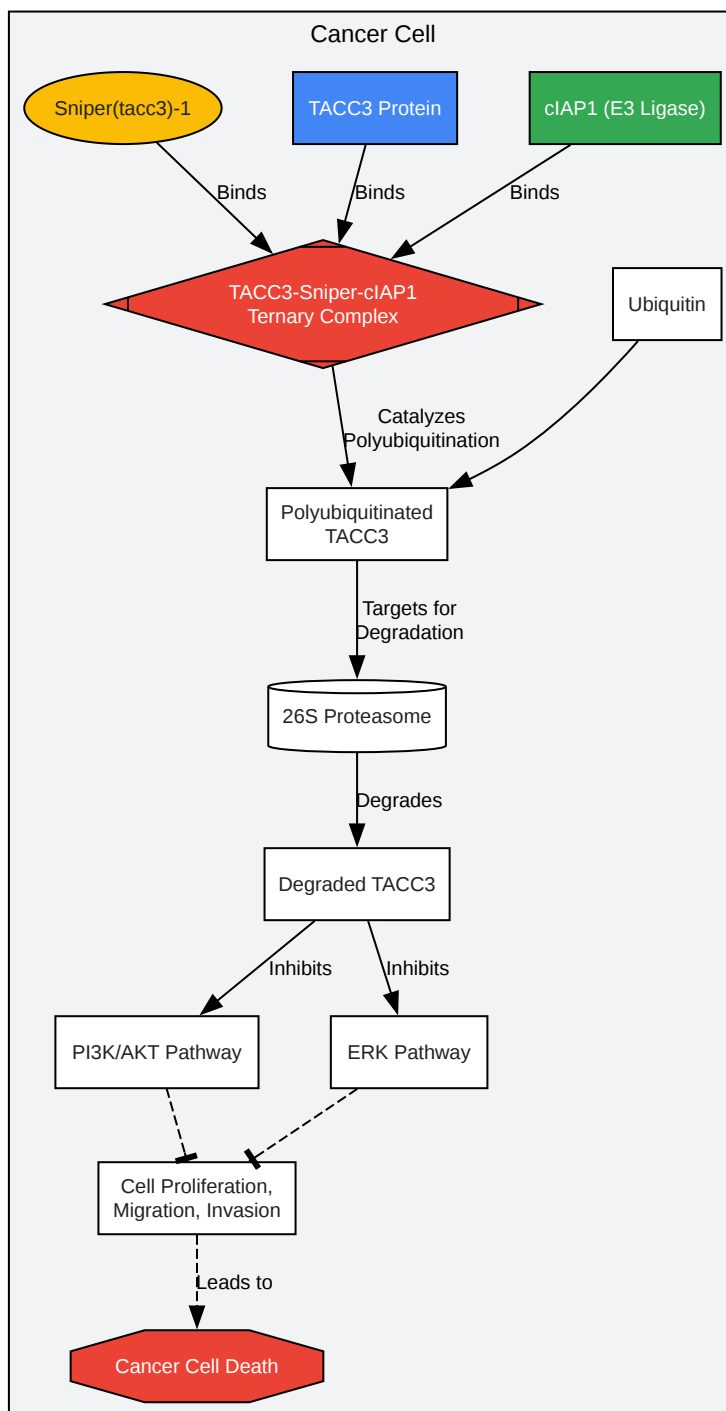 Cancer Cell
Sniper(tacc3)-1
TACC3 Protein
cIAP1 (E3 Ligase)
Binds
Binds
Binds
TACC3-Sniper-cIAP1
Ternary Complex
Ubiquitin
Catalyzes
Polyubiquitination
Polyubiquitinated
TACC3
Targets for
Degradation
26S Proteasome
Degrades
Degraded TACC3
Inhibits
Inhibits
PI3K/AKT Pathway
ERK Pathway
Cell Proliferation,
Migration, Invasion
Leads to
Cancer Cell Death